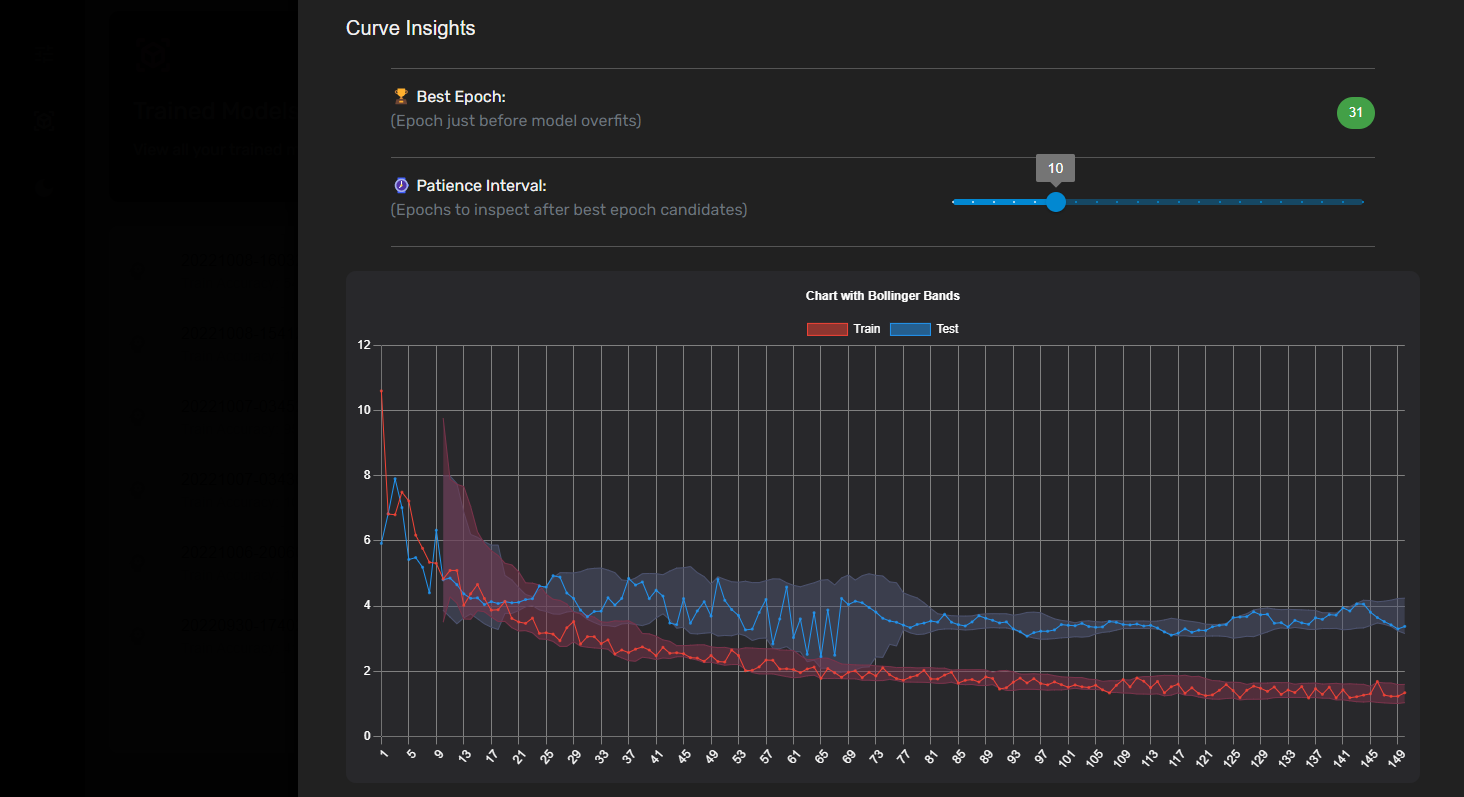 Curve Insights
Best Epoch:
(Epoch just before model overfits)
31
10
Patience Interval:
(Epochs to inspect after best epoch candidates)
Chart with Bollinger Bands
Train Test
12
10
8
6
4
2
0
1 5 9 13 17 21 25 29 33 37 41 45 49 53 57 61 65 69 73 77 81 85 89 93 97 101 105 109 113 117 121 125 129 133 137 141 145 149
Trained Models